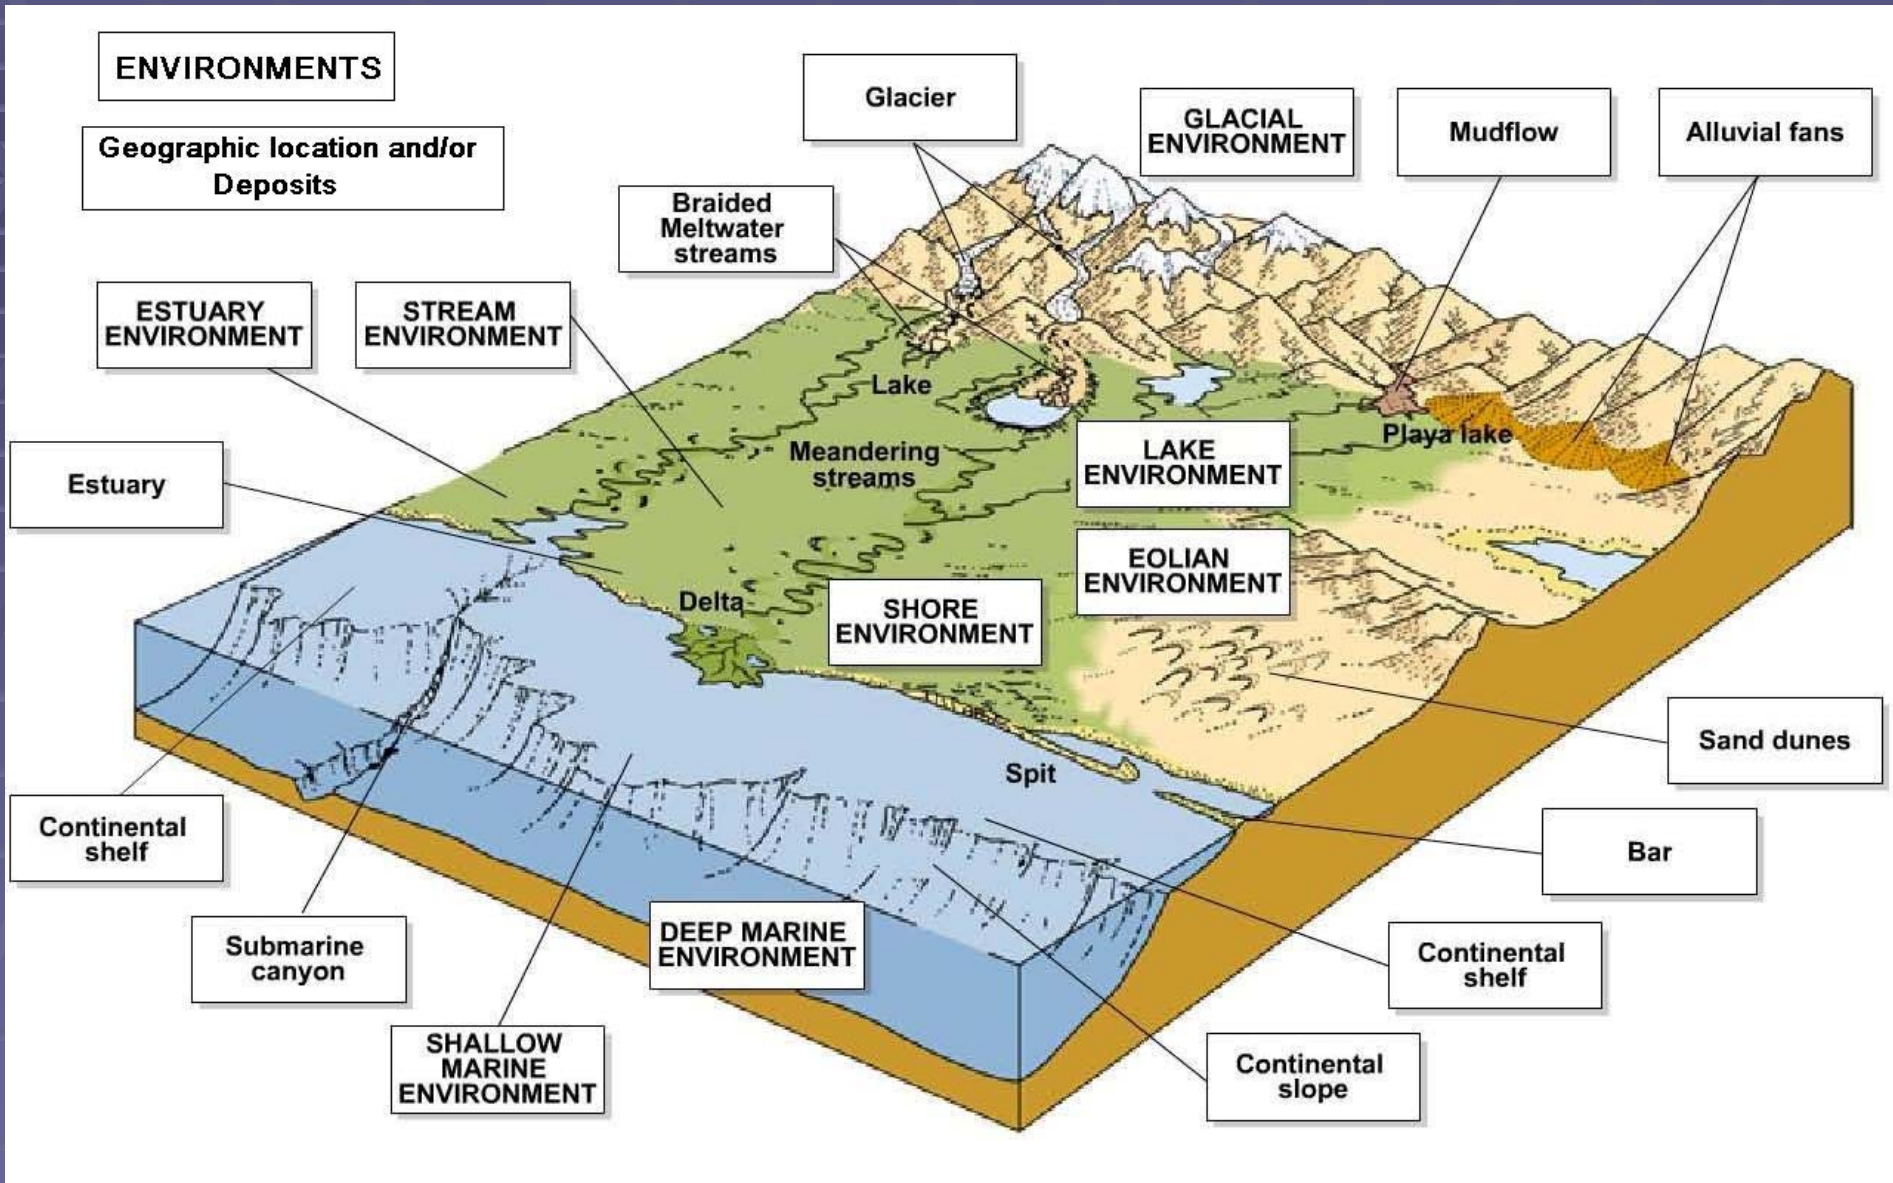 ENVIRONMENTS
Geographic location and/or
Deposits
Glacier
GLACIAL
ENVIRONMENT
Mudflow
Alluvial fans
Braided
Meltwater
streams
ESTUARY
ENVIRONMENT
STREAM
ENVIRONMENT
Lake
Playa lake
Estuary
Meandering
streams
LAKE
ENVIRONMENT
EOLIAN
ENVIRONMENT
Delta
SHORE
ENVIRONMENT
Sand dunes
Spit
Continental
shelf
Bar
Submarine
canyon
DEEP MARINE
ENVIRONMENT
Continental
shelf
SHALLOW
MARINE
ENVIRONMENT
Continental
slope